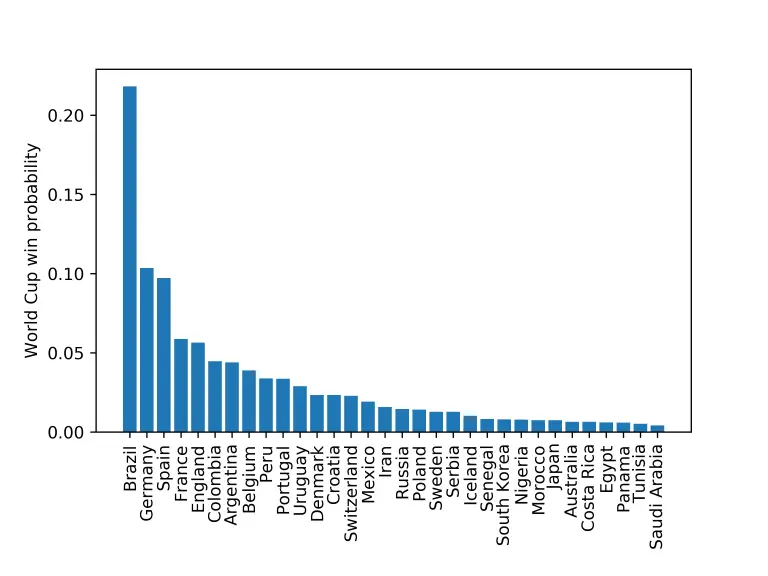 World Cup win probability
0.20
0.15
0.10
0.05
0.00
Brazil
Germany
Spain
France
England
Colombia
Argentina
Belgium
Peru
Portugal
Uruguay
Denmark
Croatia
Switzerland
Mexico
Iran
Russia
Poland
Sweden
Serbia
Iceland
Senegal
South Korea
Nigeria
Morocco
Japan
Australia
Costa Rica
Egypt
Panama
Tunisia
Saudi Arabia